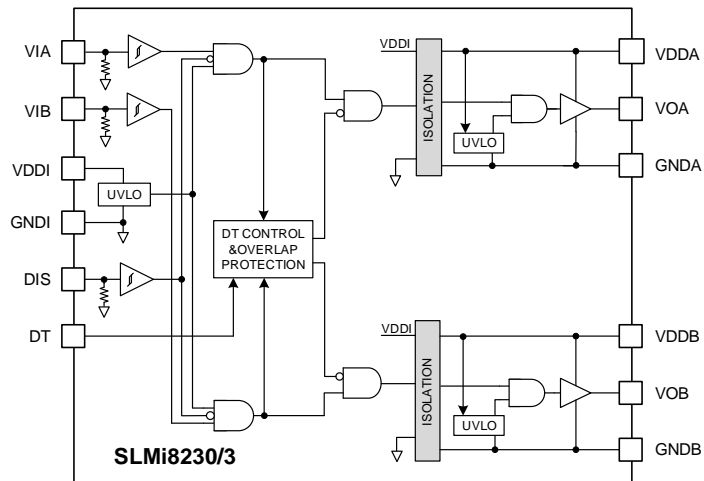 VIA
VIB
VDDI
UVLO
GNDI
DIS
DT
DT CONTROL
&OVERLAP
PROTECTION
VDDI
ISOLATION
UVLO
VDDA
VOA
GNDA
VDDI
ISOLATION
UVLO
VDDB
VOB
GNDB
SLMi8230/3